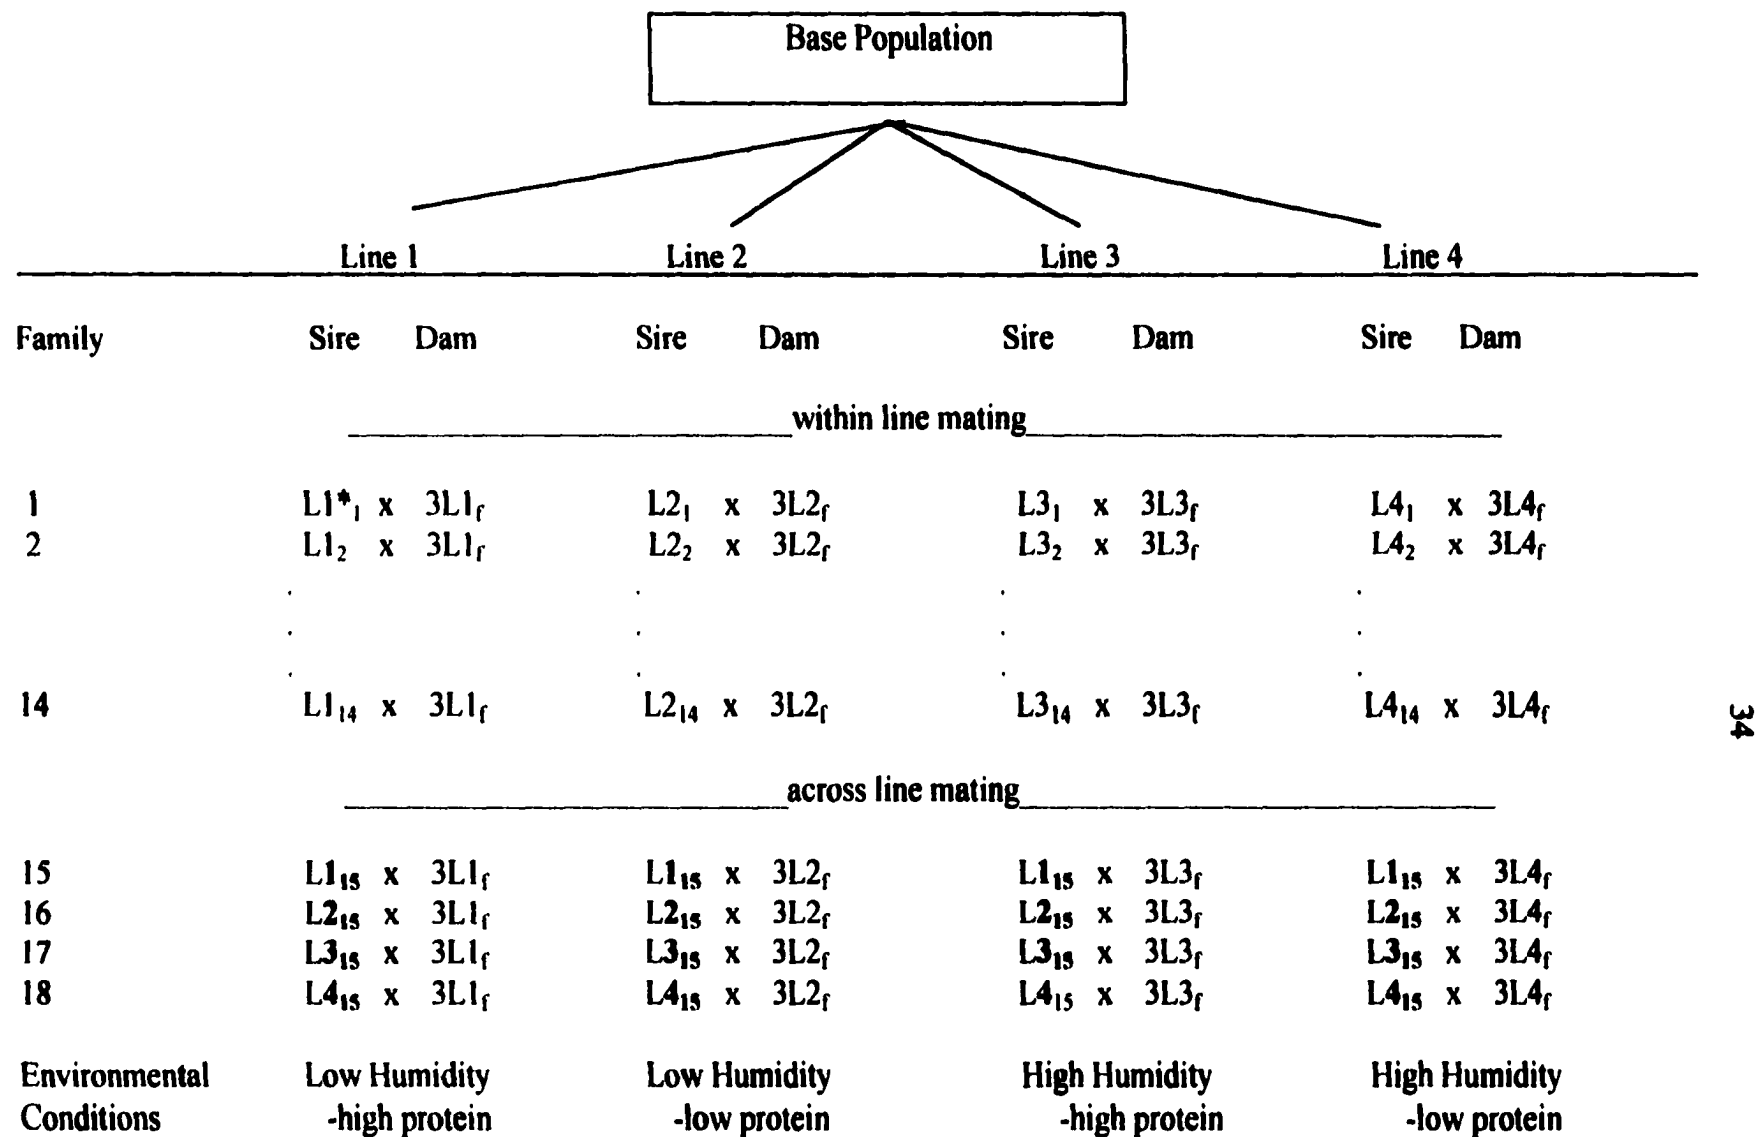 Base Population
Line 1 Line 2 Line 3 Line 4
Family Sire Dam Sire Dam Sire Dam Sire Dam
within line mating
1 L1*₁ x 3L1f L2₁ x 3L2f L3₁ x 3L3f L4₁ x 3L4f
2 L1₂ x 3L1f L2₂ x 3L2f L3₂ x 3L3f L4₂ x 3L4f
. . . .
. . . .
. . . .
14 L1₁₄ x 3L1f L2₁₄ x 3L2f L3₁₄ x 3L3f L4₁₄ x 3L4f
across line mating
15 L1₁₅ x 3L1f L1₁₅ x 3L2f L1₁₅ x 3L3f L1₁₅ x 3L4f
16 L2₁₅ x 3L1f L2₁₅ x 3L2f L2₁₅ x 3L3f L2₁₅ x 3L4f
17 L3₁₅ x 3L1f L3₁₅ x 3L2f L3₁₅ x 3L3f L3₁₅ x 3L4f
18 L4₁₅ x 3L1f L4₁₅ x 3L2f L4₁₅ x 3L3f L4₁₅ x 3L4f
Environmental Low Humidity Low Humidity High Humidity High Humidity
Conditions -high protein -low protein -high protein -low protein
34